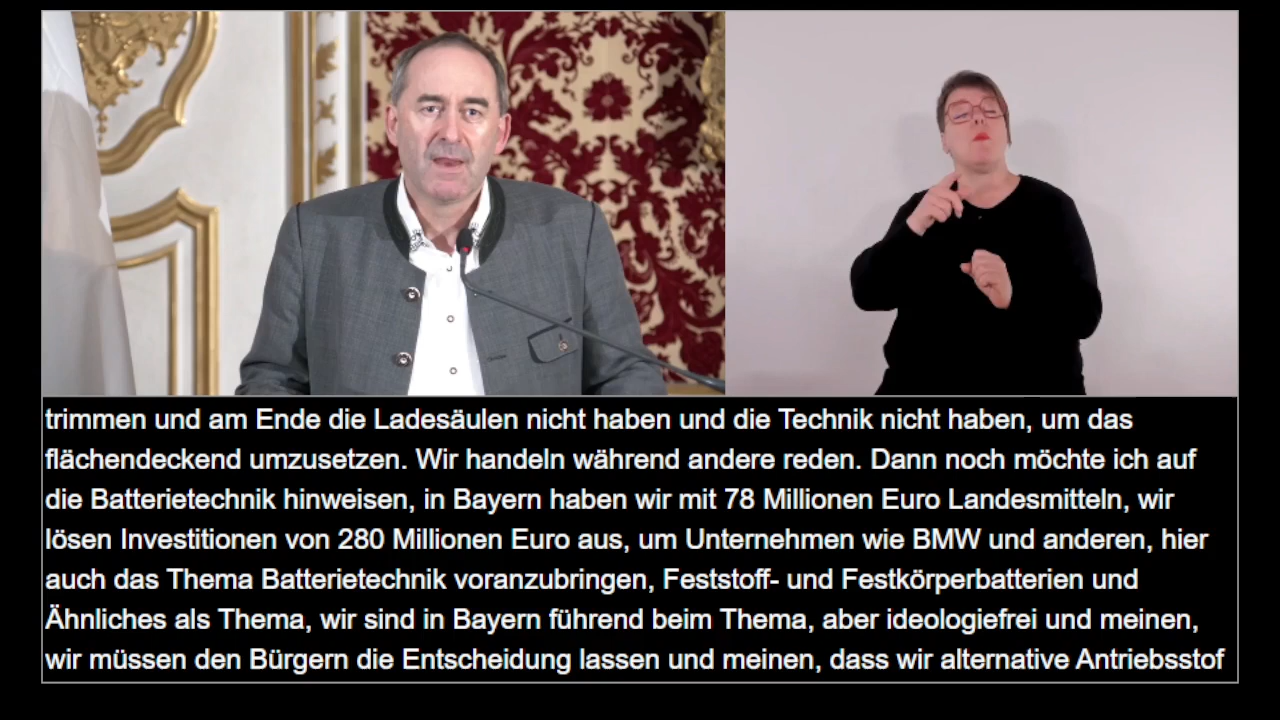 trimmen und am Ende die Ladesäulen nicht haben und die Technik nicht haben, um das
flächendeckend umzusetzen. Wir handeln während andere reden. Dann noch möchte ich auf
die Batterietechnik hinweisen, in Bayern haben wir mit 78 Millionen Euro Landesmitteln, wir
lösen Investitionen von 280 Millionen Euro aus, um Unternehmen wie BMW und anderen, hier
auch das Thema Batterietechnik voranzubringen, Feststoff- und Festkörperbatterien und
Ähnliches als Thema, wir sind in Bayern führend beim Thema, aber ideologiefrei und meinen,
wir müssen den Bürgern die Entscheidung lassen und meinen, dass wir alternative Antriebsstof